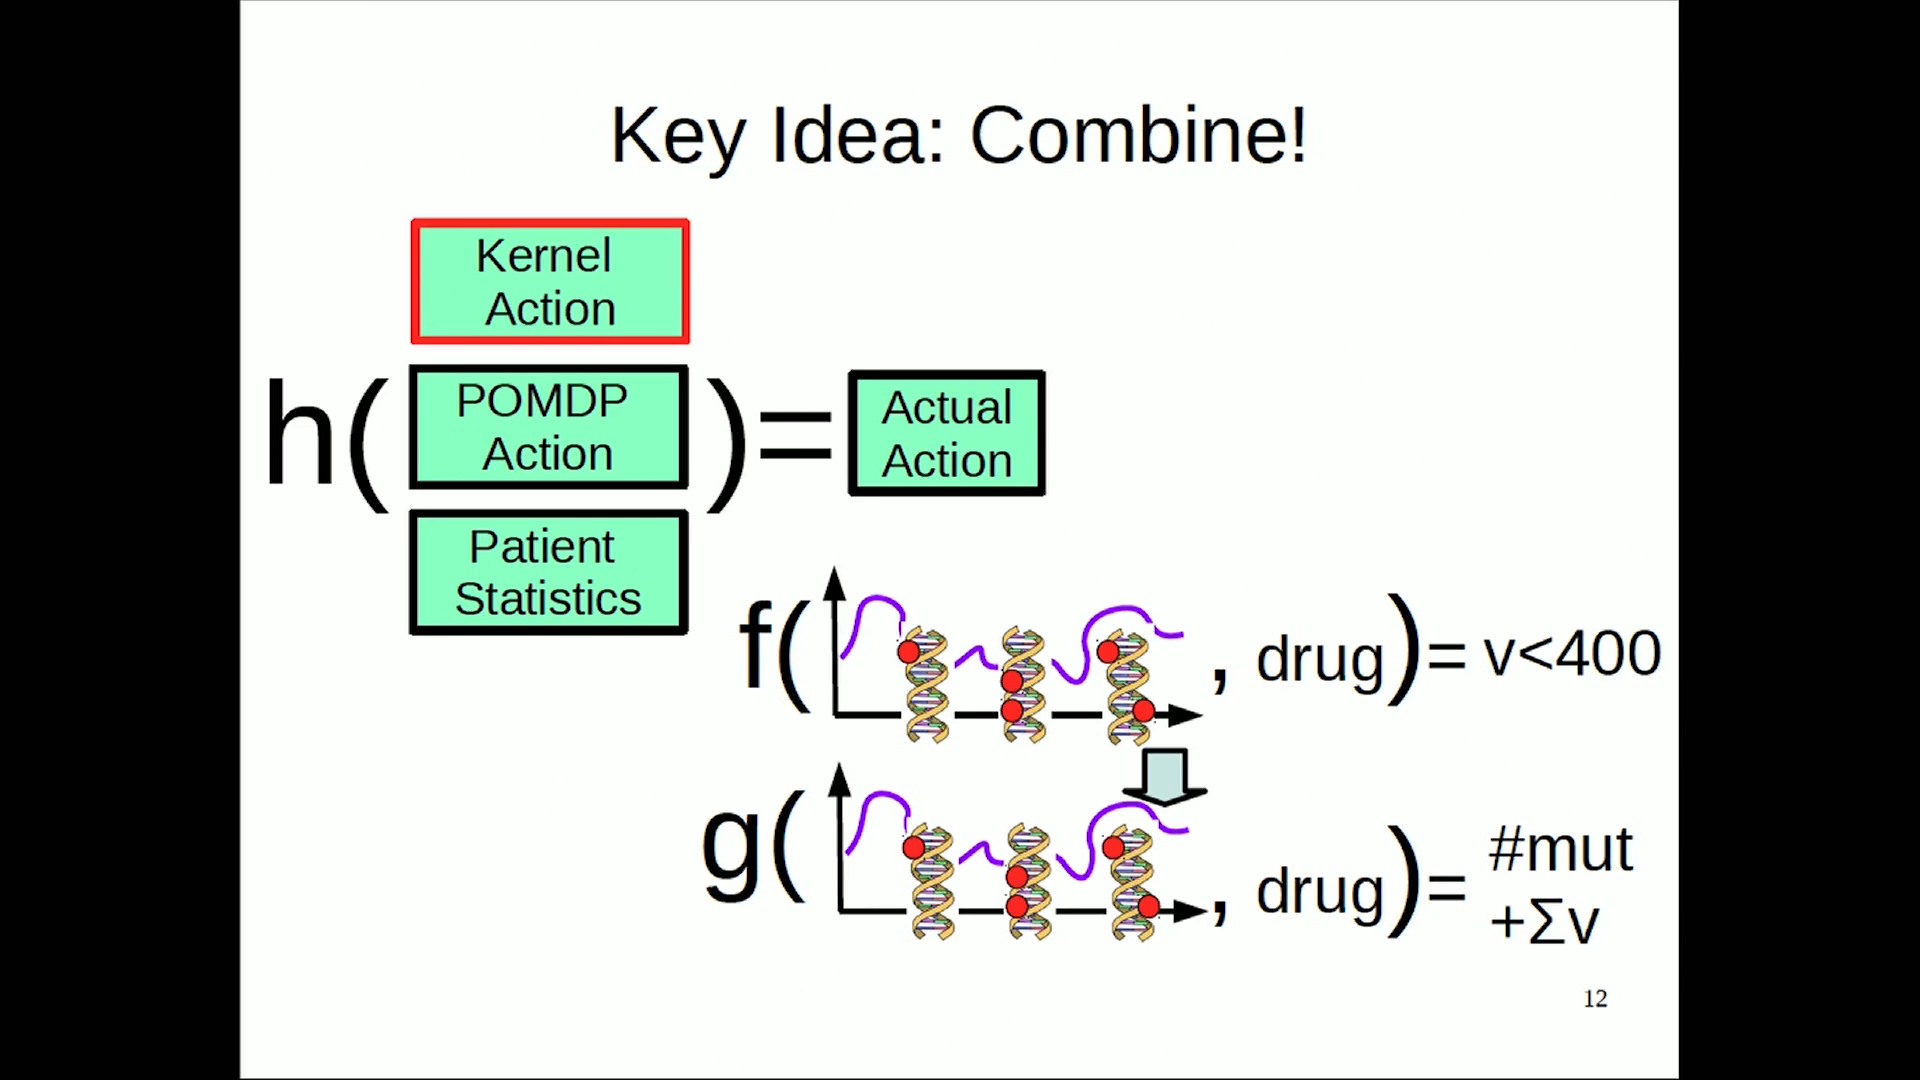 Key Idea: Combine!
Kernel
Action
h(
POMDP
Action
)=
Actual
Action
Patient
Statistics
f(
, drug)= v<400
g(
, drug)=
#mut
+Σv
12